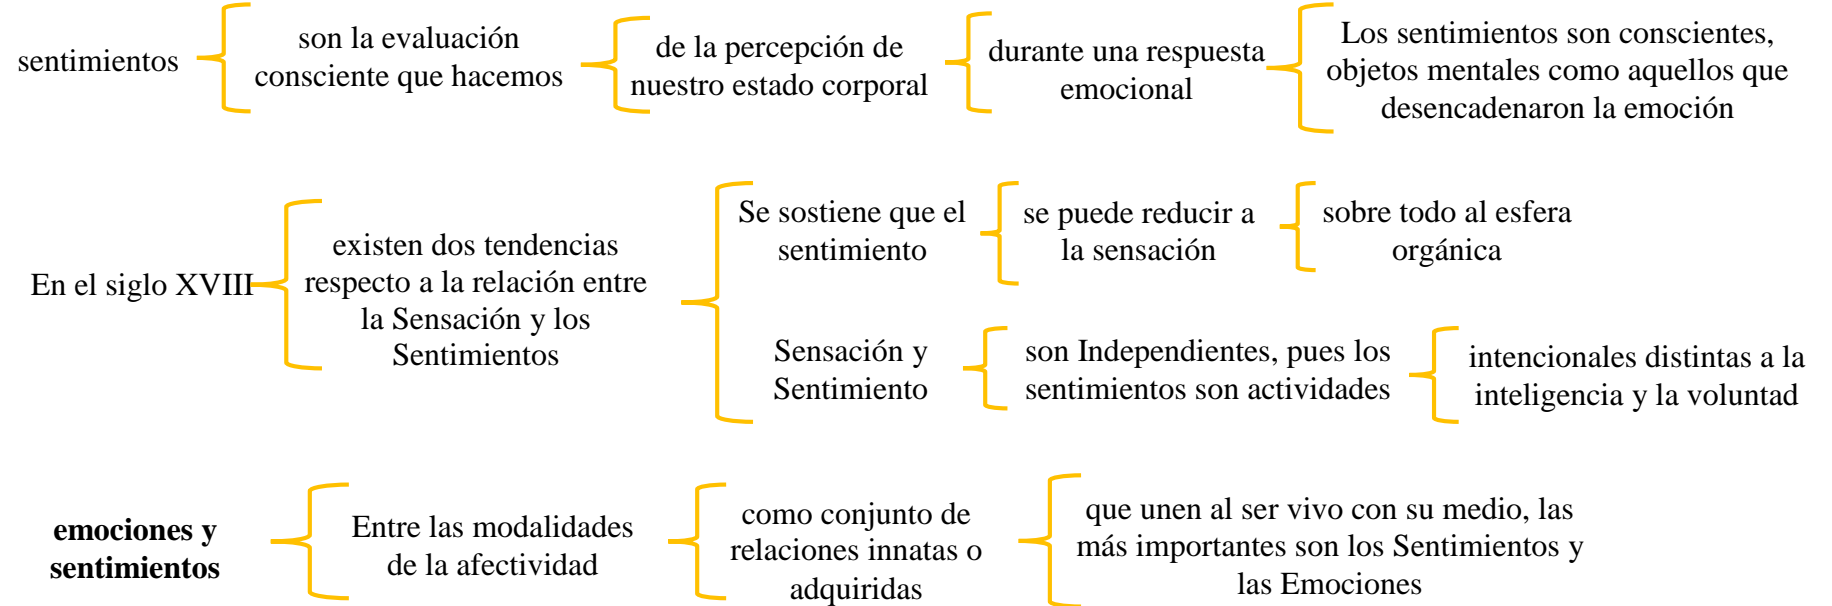 sentimientos
son la evaluación
consciente que hacemos
de la percepción de
nuestro estado corporal
durante una respuesta
emocional
Los sentimientos son conscientes,
objetos mentales como aquellos que
desencadenaron la emoción
En el siglo XVIII
existen dos tendencias
respecto a la relación entre
la Sensación y los
Sentimientos
Se sostiene que el
sentimiento
se puede reducir a
la sensación
sobre todo al esfera
orgánica
Sensación y
Sentimiento
son Independientes, pues los
sentimientos son actividades
intencionales distintas a la
inteligencia y la voluntad
emociones y
sentimientos
Entre las modalidades
de la afectividad
como conjunto de
relaciones innatas o
adquiridas
que unen al ser vivo con su medio, las
más importantes son los Sentimientos y
las Emociones